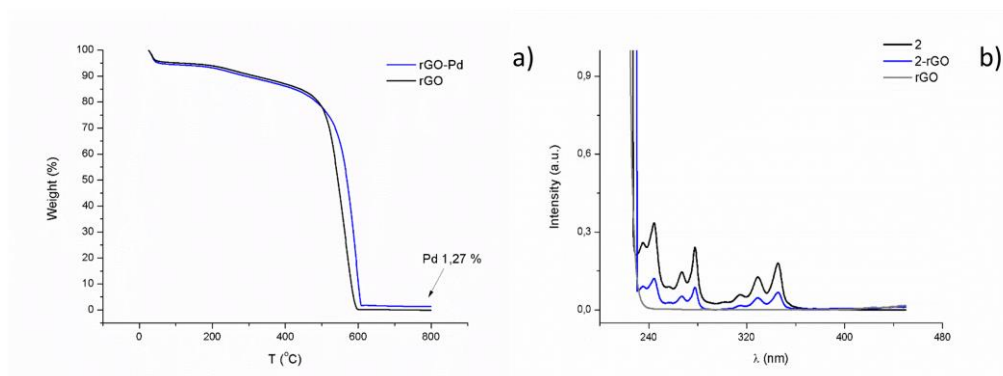 100
90
80
70
60
50
40
30
20
10
0
Weight (%)
rGO-Pd
rGO
Pd 1,27 %
0
200
400
600
800
T (°C)
a)
0,9
0,6
0,3
0,0
Intensity (a.u.)
2
2-rGO
rGO
240
320
400
480
λ (nm)
b)